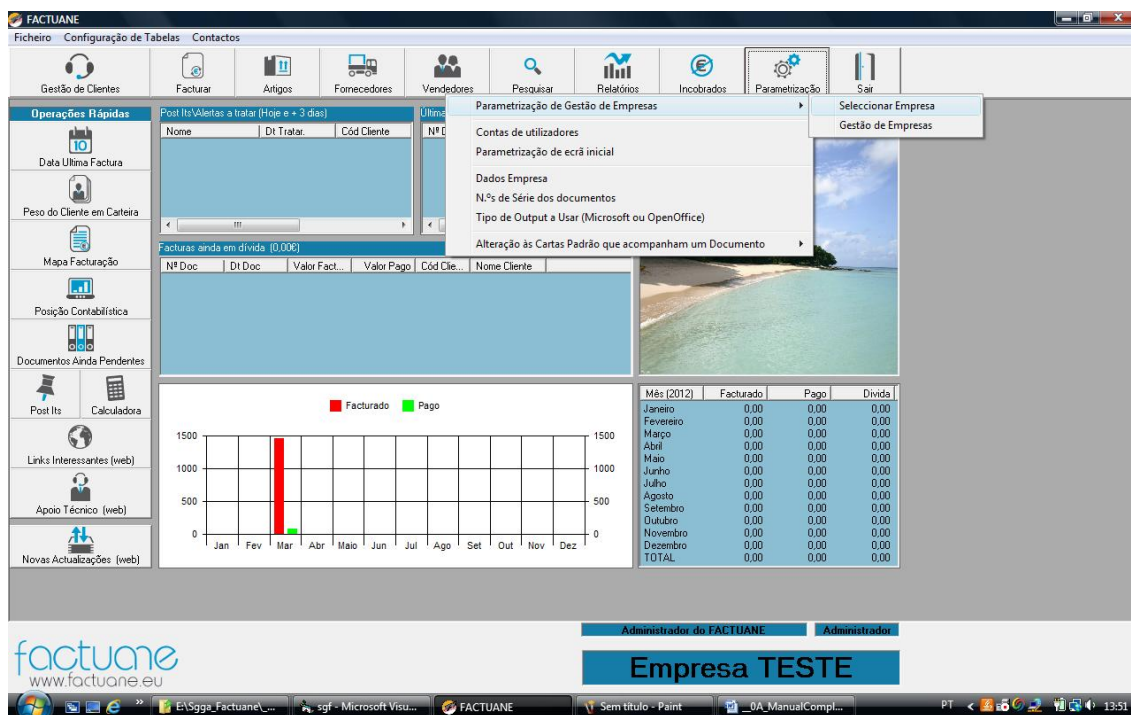 FACTUANE
Ficheiro Configuração de Tabelas Contactos
Gestão de Clientes Facturar Artigos Fornecedores Vendedores Pesquisar Relatórios Incobrados Parametrização Sair
Operações Rápidas
Data Ultima Factura
Peso do Cliente em Carteira
Mapa Facturação
Posição Contabilística
Documentos Ainda Pendentes
Post Its Calculadora
Links Interessantes (web)
Apoio Técnico (web)
Novas Actualizações (web)
Post Its\Alertas a tratar (Hoje e + 3 dias)
Nome Dt Tratar. Cód Cliente
Última
Nº D
Parametrização de Gestão de Empresas
Contas de utilizadores
Parametrização de ecrã inicial
Dados Empresa
N.ºs de Série dos documentos
Tipo de Output a Usar (Microsoft ou OpenOffice)
Alteração às Cartas Padrão que acompanham um Documento
Seleccionar Empresa
Gestão de Empresas
Facturas ainda em dívida (0,00€)
Nº Doc Dt Doc Valor Fact... Valor Pago Cód Clie... Nome Cliente
Facturado Pago
1500 1500
1000 1000
500 500
0 0
Jan Fev Mar Abr Maio Jun Jul Ago Set Out Nov Dez
Mês (2012) Facturado Pago Divida
Janeiro 0,00 0,00 0,00
Fevereiro 0,00 0,00 0,00
Março 0,00 0,00 0,00
Abril 0,00 0,00 0,00
Maio 0,00 0,00 0,00
Junho 0,00 0,00 0,00
Julho 0,00 0,00 0,00
Agosto 0,00 0,00 0,00
Setembro 0,00 0,00 0,00
Outubro 0,00 0,00 0,00
Novembro 0,00 0,00 0,00
Dezembro 0,00 0,00 0,00
TOTAL 0,00 0,00 0,00
Administrador do FACTUANE Administrador
Empresa TESTE
factuane
www.factuane.eu
E:\Sgga_Factuane\_... sgf - Microsoft Visu... FACTUANE Sem título - Paint _0A_ManualCompl... PT 13:51